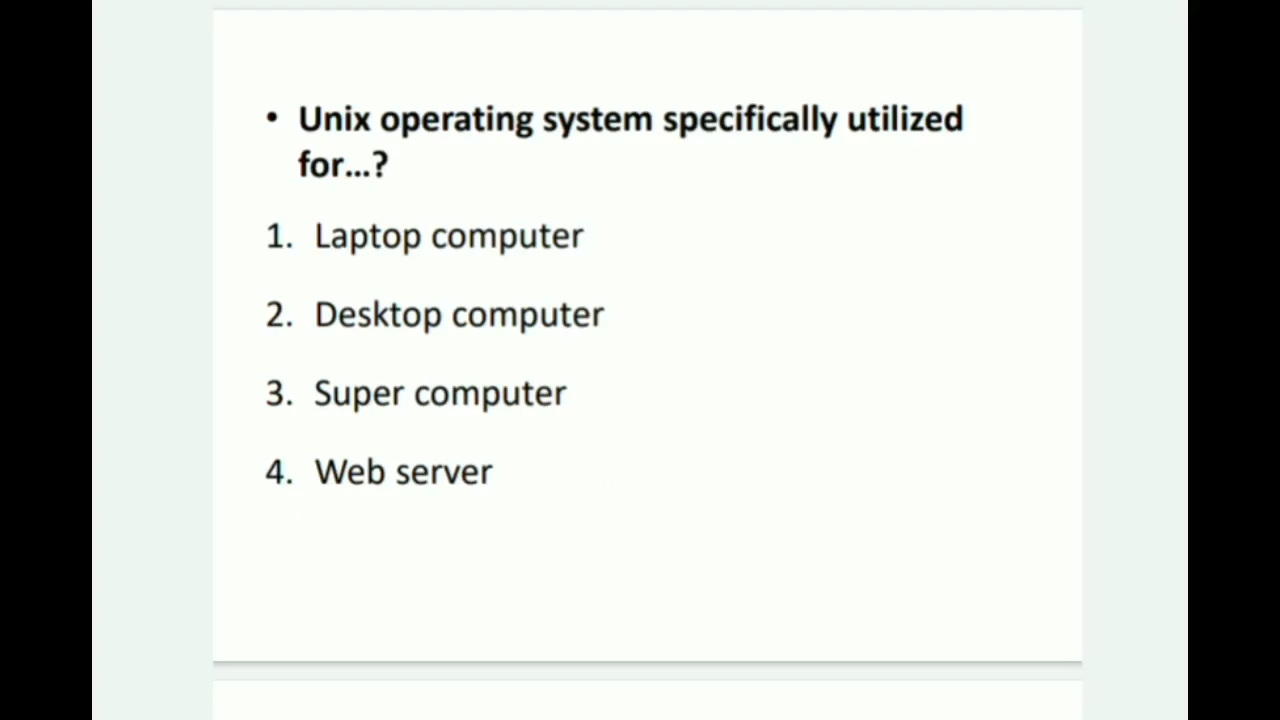 • Unix operating system specifically utilized
for...?
1. Laptop computer
2. Desktop computer
3. Super computer
4. Web server